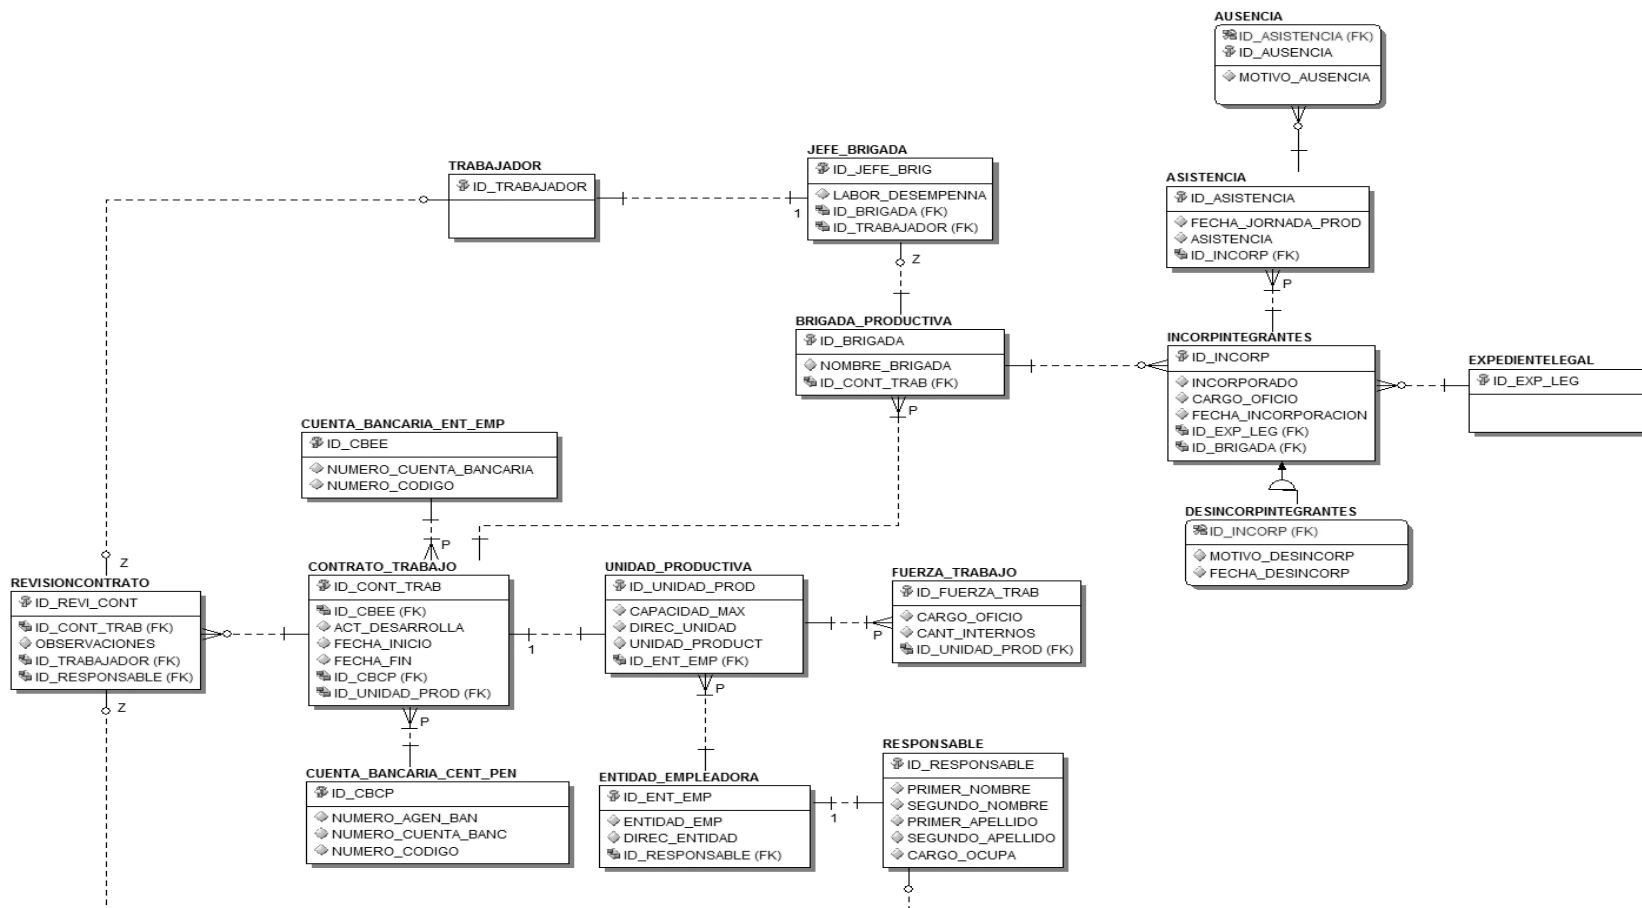 AUSENCIA
ID_ASISTENCIA (FK)
ID_AUSENCIA
MOTIVO_AUSENCIA
TRABAJADOR
ID_TRABAJADOR
JEFE_BRIGADA
ID_JEFE_BRIG
LABOR_DESEMPENNA
ID_BRIGADA (FK)
ID_TRABAJADOR (FK)
1
Z
ASISTENCIA
ID_ASISTENCIA
FECHA_JORNADA_PROD
ASISTENCIA
ID_INCORP (FK)
P
BRIGADA_PRODUCTIVA
ID_BRIGADA
NOMBRE_BRIGADA
ID_CONT_TRAB (FK)
P
INCORPINTEGRANTES
ID_INCORP
INCORPORADO
CARGO_OFICIO
FECHA_INCORPORACION
ID_EXP_LEG (FK)
ID_BRIGADA (FK)
EXPEDIENTELEGAL
ID_EXP_LEG
CUENTA_BANCARIA_ENT_EMP
ID_CBEE
NUMERO_CUENTA_BANCARIA
NUMERO_CODIGO
P
DESINCORPINTEGRANTES
ID_INCORP (FK)
MOTIVO_DESINCORP
FECHA_DESINCORP
Z
REVISIONCONTRATO
ID_REVI_CONT
ID_CONT_TRAB (FK)
OBSERVACIONES
ID_TRABAJADOR (FK)
ID_RESPONSABLE (FK)
Z
CONTRATO_TRABAJO
ID_CONT_TRAB
ID_CBEE (FK)
ACT_DESARROLLA
FECHA_INICIO
FECHA_FIN
ID_CBCP (FK)
ID_UNIDAD_PROD (FK)
1
P
UNIDAD_PRODUCTIVA
ID_UNIDAD_PROD
CAPACIDAD_MAX
DIREC_UNIDAD
UNIDAD_PRODUCT
ID_ENT_EMP (FK)
P
P
FUERZA_TRABAJO
ID_FUERZA_TRAB
CARGO_OFICIO
CANT_INTERNOS
ID_UNIDAD_PROD (FK)
CUENTA_BANCARIA_CENT_PEN
ID_CBCP
NUMERO_AGEN_BAN
NUMERO_CUENTA_BANC
NUMERO_CODIGO
ENTIDAD_EMPLEADORA
ID_ENT_EMP
ENTIDAD_EMP
DIREC_ENTIDAD
ID_RESPONSABLE (FK)
1
RESPONSABLE
ID_RESPONSABLE
PRIMER_NOMBRE
SEGUNDO_NOMBRE
PRIMER_APELLIDO
SEGUNDO_APELLIDO
CARGO_OCUPA